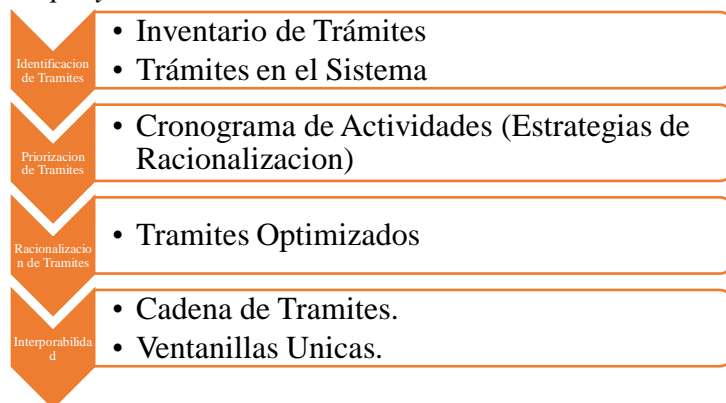 Identificacion
de Tramites
• Inventario de Trámites
• Trámites en el Sistema
Priorizacion
de Tramites
• Cronograma de Actividades (Estrategias de
Racionalizacion)
Racionalizacio
n de Tramites
• Tramites Optimizados
Interporabilida
d
• Cadena de Tramites.
• Ventanillas Unicas.